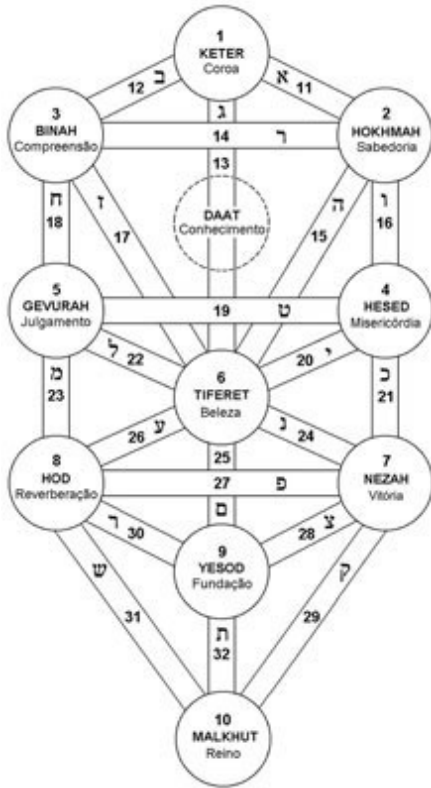 1
KETER
Coroa
12 ב
א 11
ג
3
BINAH
Compreensão
14 ר
2
HOKHMAH
Sabedoria
13
ח
18
ז
17
DAAT
Conhecimento
ה
15
ו
16
5
GEVURAH
Julgamento
19 ט
4
HESED
Misericórdia
ל 22
20 י
מ
23
6
TIFERET
Beleza
כ
21
26 ע
נ 24
25
8
HOD
Reverberação
27 פ
7
NEZAH
Vitória
ם
ר
30
צ
28
9
YESOD
Fundação
ש
31
ק
29
ת
32
10
MALKHUT
Reino